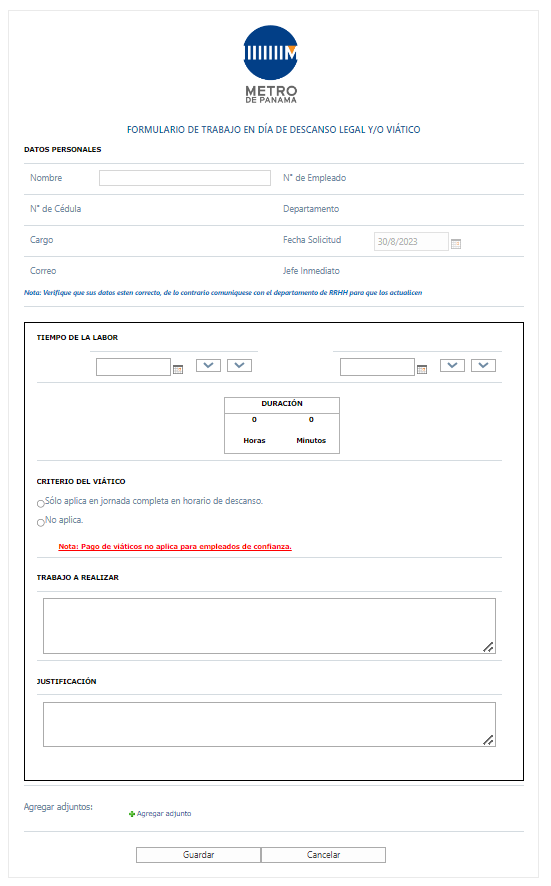 METRO
DE PANAMÁ
FORMULARIO DE TRABAJO EN DÍA DE DESCANSO LEGAL Y/O VIÁTICO
DATOS PERSONALES
Nombre N° de Empleado
N° de Cédula Departamento
Cargo Fecha Solicitud 30/8/2023
Correo Jefe Inmediato
Nota: Verifique que sus datos esten correcto, de lo contrario comuníquese con el departamento de RRHH para que los actualicen
TIEMPO DE LA LABOR
DURACIÓN
0 0
Horas Minutos
CRITERIO DEL VIÁTICO
Sólo aplica en jornada completa en horario de descanso.
No aplica.
Nota: Pago de viáticos no aplica para empleados de confianza.
TRABAJO A REALIZAR
JUSTIFICACIÓN
Agregar adjuntos: Agregar adjunto
Guardar Cancelar